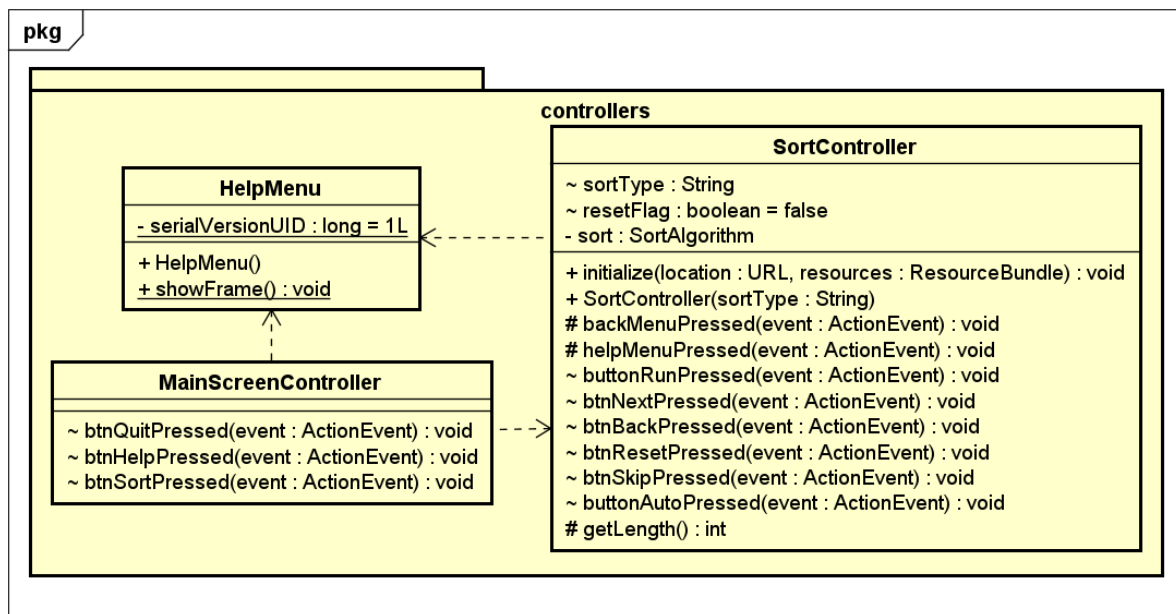 pkg
controllers
HelpMenu
- serialVersionUID : long = 1L
+ HelpMenu()
+ showFrame() : void
MainScreenController
~ btnQuitPressed(event : ActionEvent) : void
~ btnHelpPressed(event : ActionEvent) : void
~ btnSortPressed(event : ActionEvent) : void
SortController
~ sortType : String
~ resetFlag : boolean = false
- sort : SortAlgorithm
+ initialize(location : URL, resources : ResourceBundle) : void
+ SortController(sortType : String)
# backMenuPressed(event : ActionEvent) : void
# helpMenuPressed(event : ActionEvent) : void
~ buttonRunPressed(event : ActionEvent) : void
~ btnNextPressed(event : ActionEvent) : void
~ btnBackPressed(event : ActionEvent) : void
~ btnResetPressed(event : ActionEvent) : void
~ btnSkipPressed(event : ActionEvent) : void
~ buttonAutoPressed(event : ActionEvent) : void
# getLength() : int